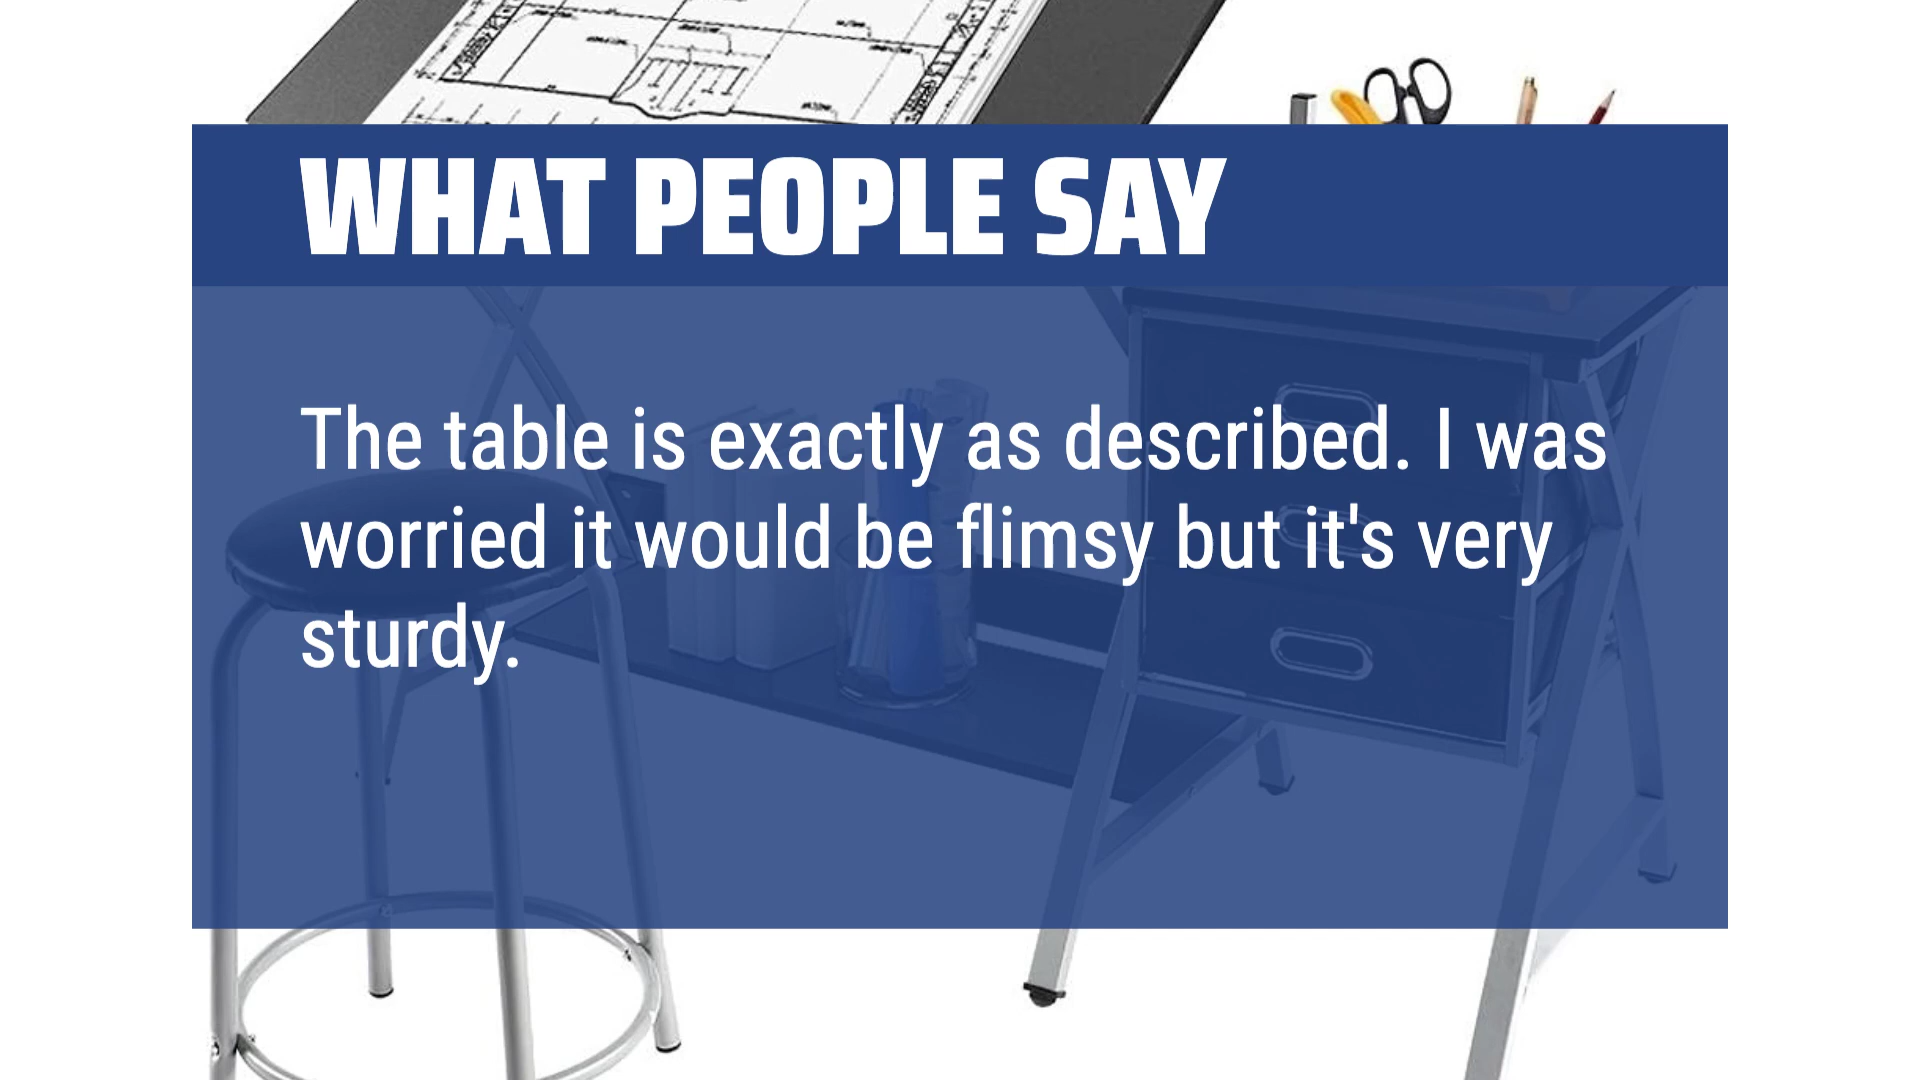 WHAT PEOPLE SAY
The table is exactly as described. I was
worried it would be flimsy but it's very
sturdy.